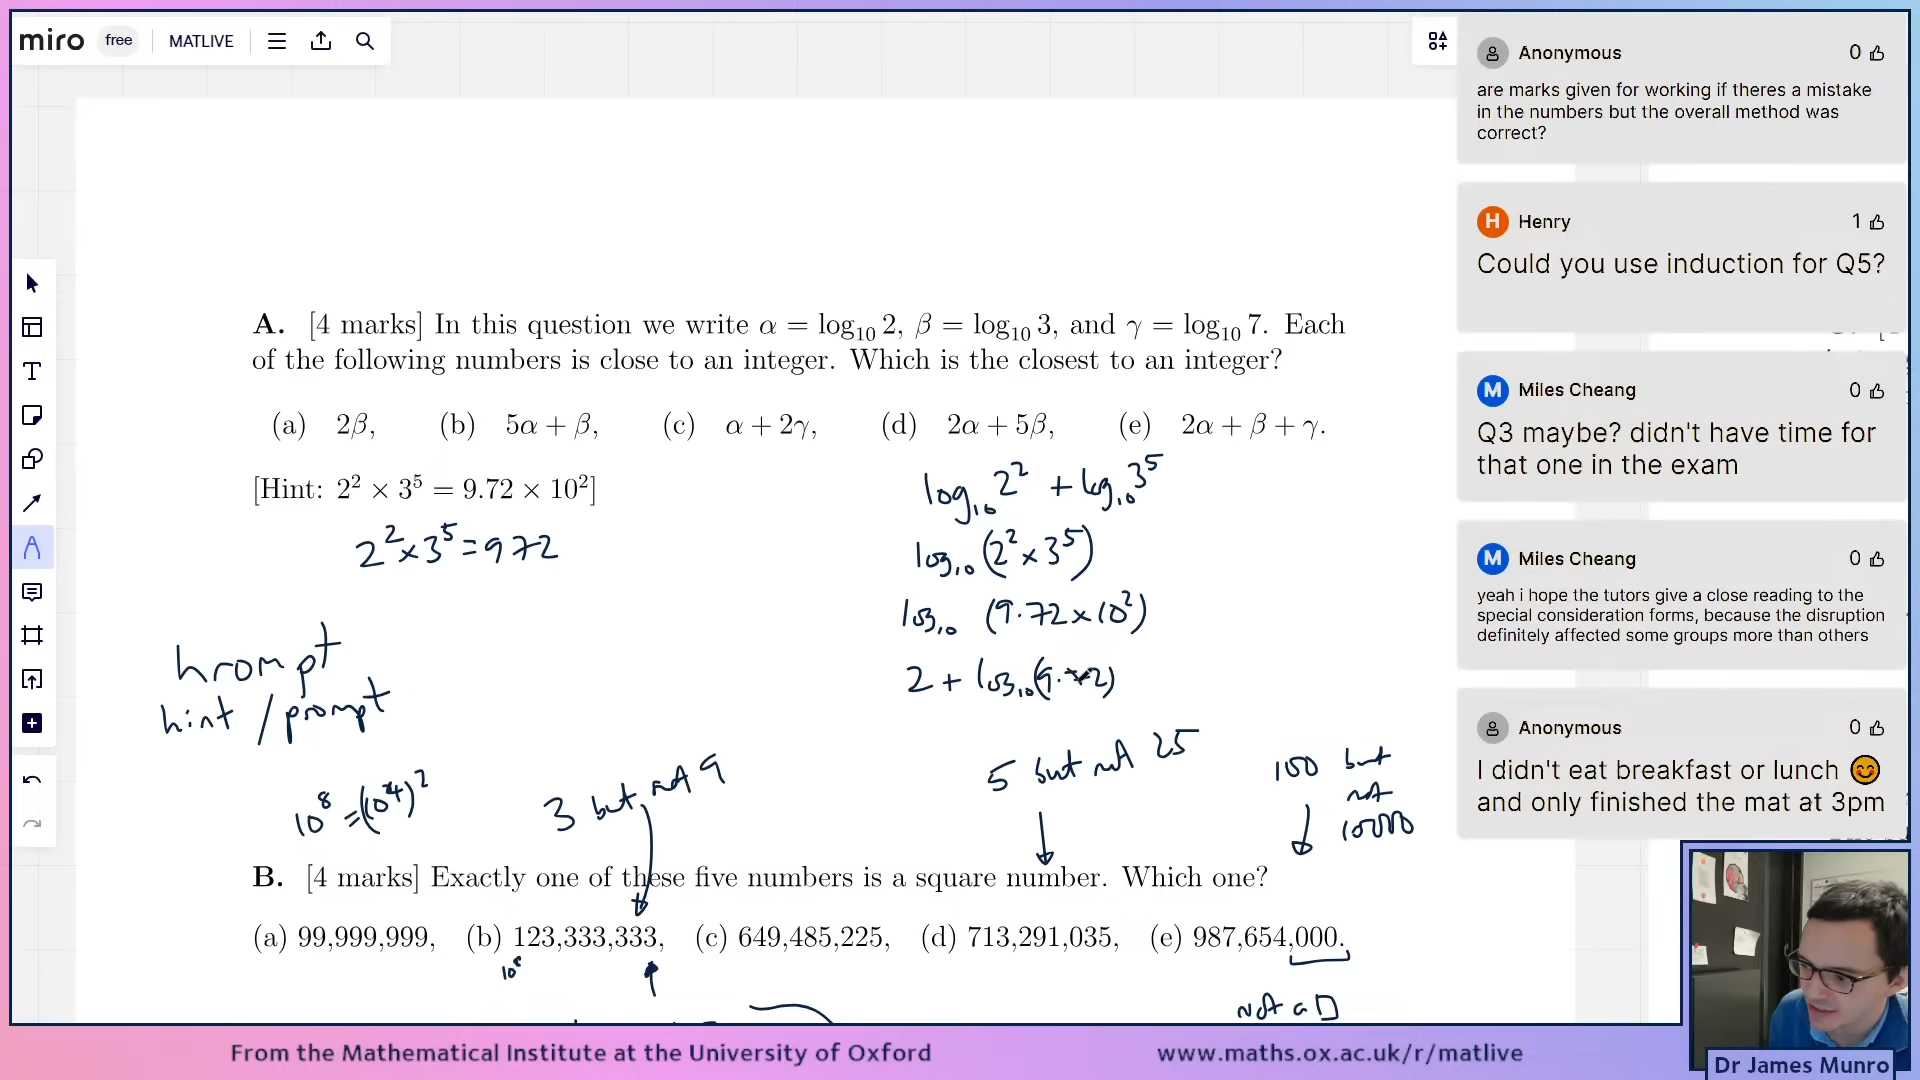 miro free MATLIVE
A. [4 marks] In this question we write α = log₁₀ 2, β = log₁₀ 3, and γ = log₁₀ 7. Each
of the following numbers is close to an integer. Which is the closest to an integer?
(a) 2β, (b) 5α + β, (c) α + 2γ, (d) 2α + 5β, (e) 2α + β + γ.
[Hint: 2² × 3⁵ = 9.72 × 10²]
2² × 3⁵ = 972
log₁₀ 2² + log₁₀ 3⁵
log₁₀ (2² × 3⁵)
log₁₀ (9.72 × 10²)
2 + log₁₀ (9.72)
hrompt
hint / prompt
10⁸ = (10⁴)²
3 but not 9
5 but not 25
100 but
not
10000
B. [4 marks] Exactly one of these five numbers is a square number. Which one?
(a) 99,999,999, (b) 123,333,333, (c) 649,485,225, (d) 713,291,035, (e) 987,654,000.
10⁸
not a □
Anonymous 0
are marks given for working if theres a mistake
in the numbers but the overall method was
correct?
H Henry 1
Could you use induction for Q5?
M Miles Cheang 0
Q3 maybe? didn't have time for
that one in the exam
M Miles Cheang 0
yeah i hope the tutors give a close reading to the
special consideration forms, because the disruption
definitely affected some groups more than others
Anonymous 0
I didn't eat breakfast or lunch 😊
and only finished the mat at 3pm
From the Mathematical Institute at the University of Oxford
www.maths.ox.ac.uk/r/matlive
Dr James Munro